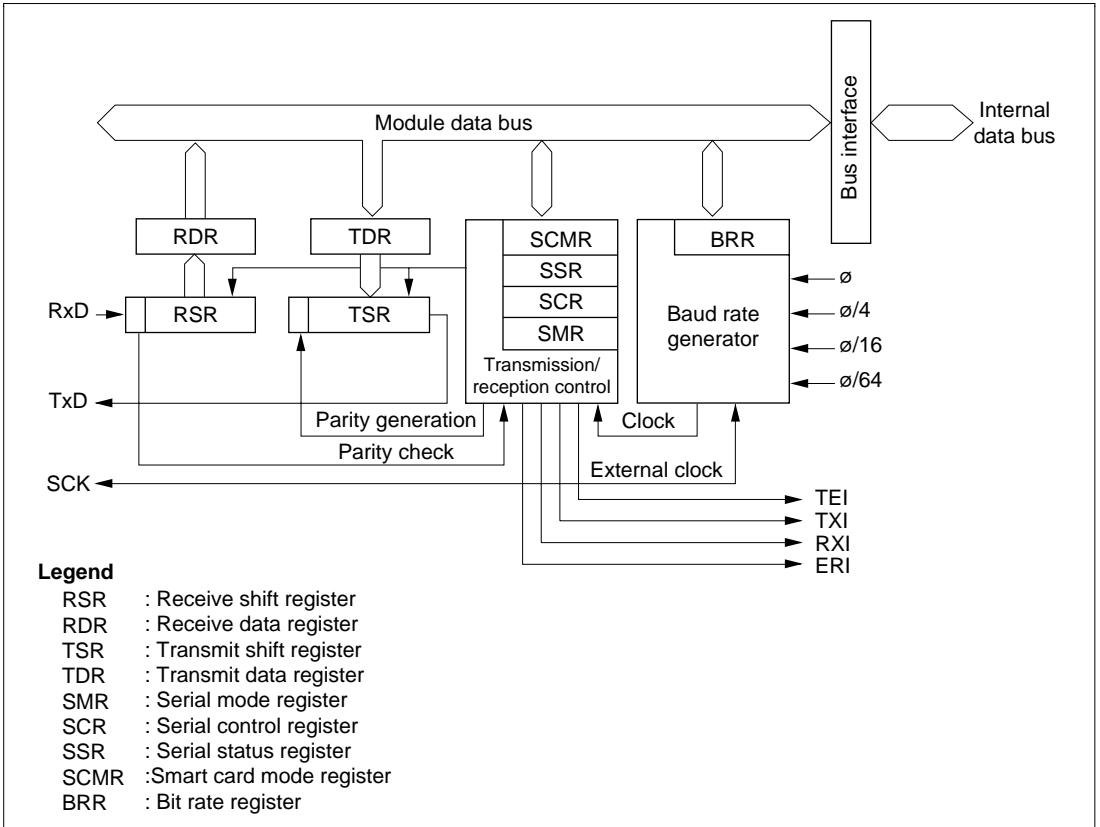 Module data bus
Bus interface
Internal
data bus
RDR
TDR
SCMR
BRR
SSR
SCR
SMR
RxD
RSR
TSR
Baud rate
generator
ø
ø/4
ø/16
ø/64
Transmission/
reception control
TxD
Parity generation
Clock
Parity check
External clock
SCK
TEI
TXI
RXI
ERI
Legend
RSR : Receive shift register
RDR : Receive data register
TSR : Transmit shift register
TDR : Transmit data register
SMR : Serial mode register
SCR : Serial control register
SSR : Serial status register
SCMR :Smart card mode register
BRR : Bit rate register